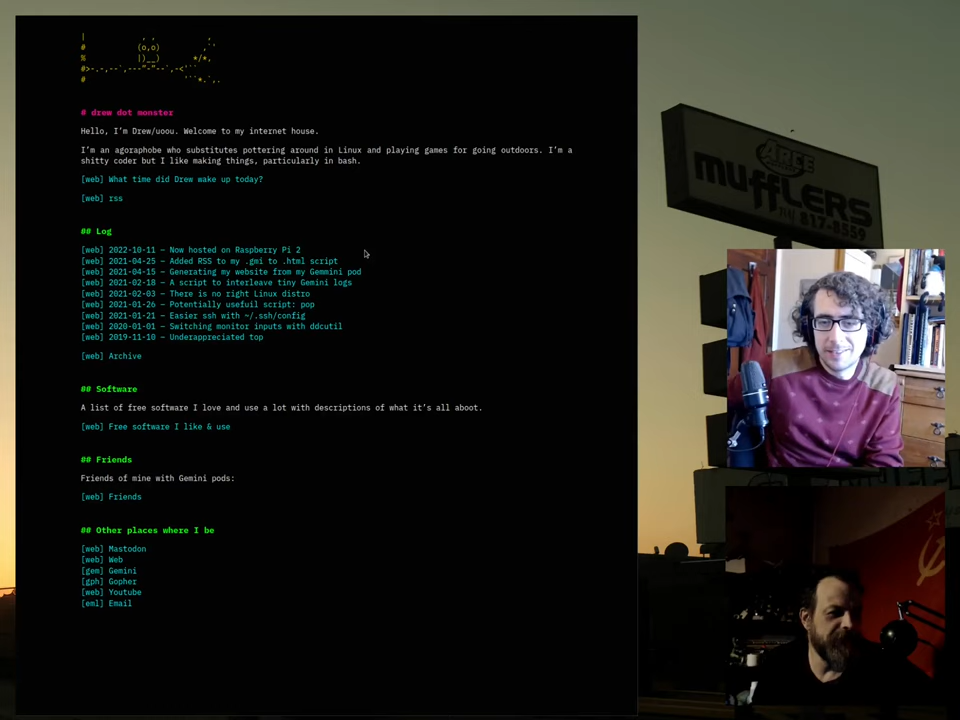 # drew dot monster
Hello, I'm Drew/uoou. Welcome to my internet house.
I'm an agoraphobe who substitutes pottering around in Linux and playing games for going outdoors. I'm a
shitty coder but I like making things, particularly in bash.
[web] What time did Drew wake up today?
[web] rss
## Log
[web] 2022-10-11 – Now hosted on Raspberry Pi 2
[web] 2021-04-25 – Added RSS to my .gmi to .html script
[web] 2021-04-15 – Generating my website from my Gemmini pod
[web] 2021-02-18 – A script to interleave tiny Gemini logs
[web] 2021-02-03 – There is no right Linux distro
[web] 2021-01-26 – Potentially usefuil script: pop
[web] 2021-01-21 – Easier ssh with ~/.ssh/config
[web] 2020-01-01 – Switching monitor inputs with ddcutil
[web] 2019-11-10 – Underappreciated top
[web] Archive
## Software
A list of free software I love and use a lot with descriptions of what it's all aboot.
[web] Free software I like & use
## Friends
Friends of mine with Gemini pods:
[web] Friends
## Other places where I be
[web] Mastodon
[web] Web
[gem] Gemini
[gph] Gopher
[web] Youtube
[eml] Email
muffLERS
817-8559